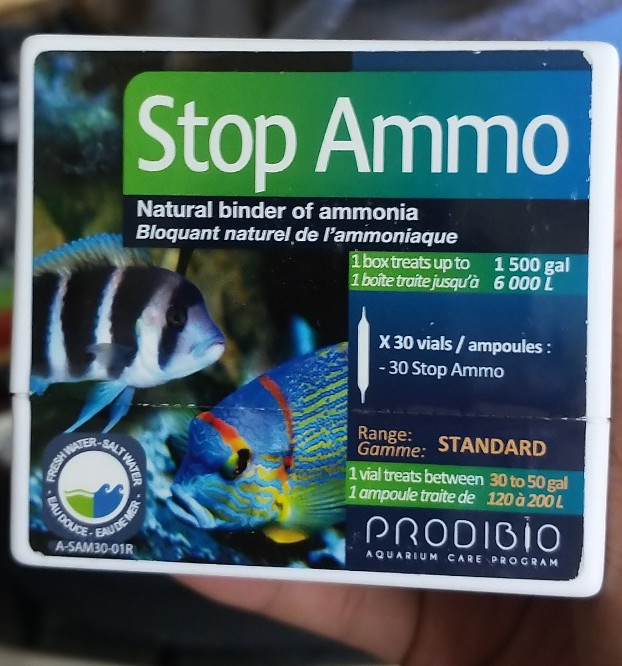 Stop Ammo
Natural binder of ammonia
Bloquant naturel de l'ammoniaque
1 box treats up to 1 500 gal
1 boîte traite jusqu'à 6 000 L
X 30 vials / ampoules :
- 30 Stop Ammo
Range:
Gamme: STANDARD
1 vial treats between 30 to 50 gal
1 ampoule traite de 120 à 200 L
FRESH WATER - SALT WATER
- EAU DOUCE - EAU DE MER -
A-SAM30-01R
PRODIBIO
AQUARIUM CARE PROGRAM